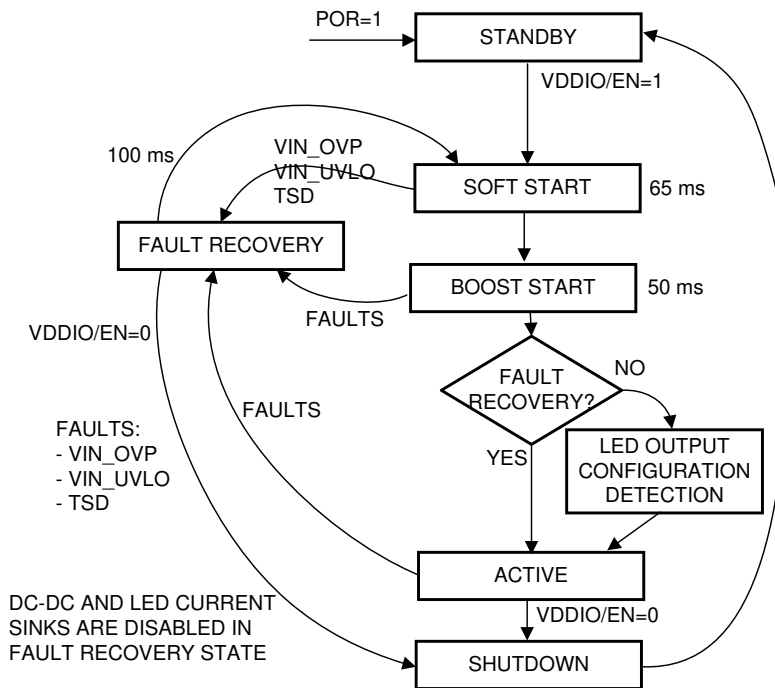 POR=1
STANDBY
VDDIO/EN=1
100 ms
VIN_OVP
VIN_UVLO
TSD
SOFT START
65 ms
FAULT RECOVERY
BOOST START
50 ms
FAULTS
VDDIO/EN=0
FAULT
RECOVERY?
NO
YES
FAULTS
LED OUTPUT
CONFIGURATION
DETECTION
FAULTS:
- VIN_OVP
- VIN_UVLO
- TSD
ACTIVE
VDDIO/EN=0
DC-DC AND LED CURRENT
SINKS ARE DISABLED IN
FAULT RECOVERY STATE
SHUTDOWN